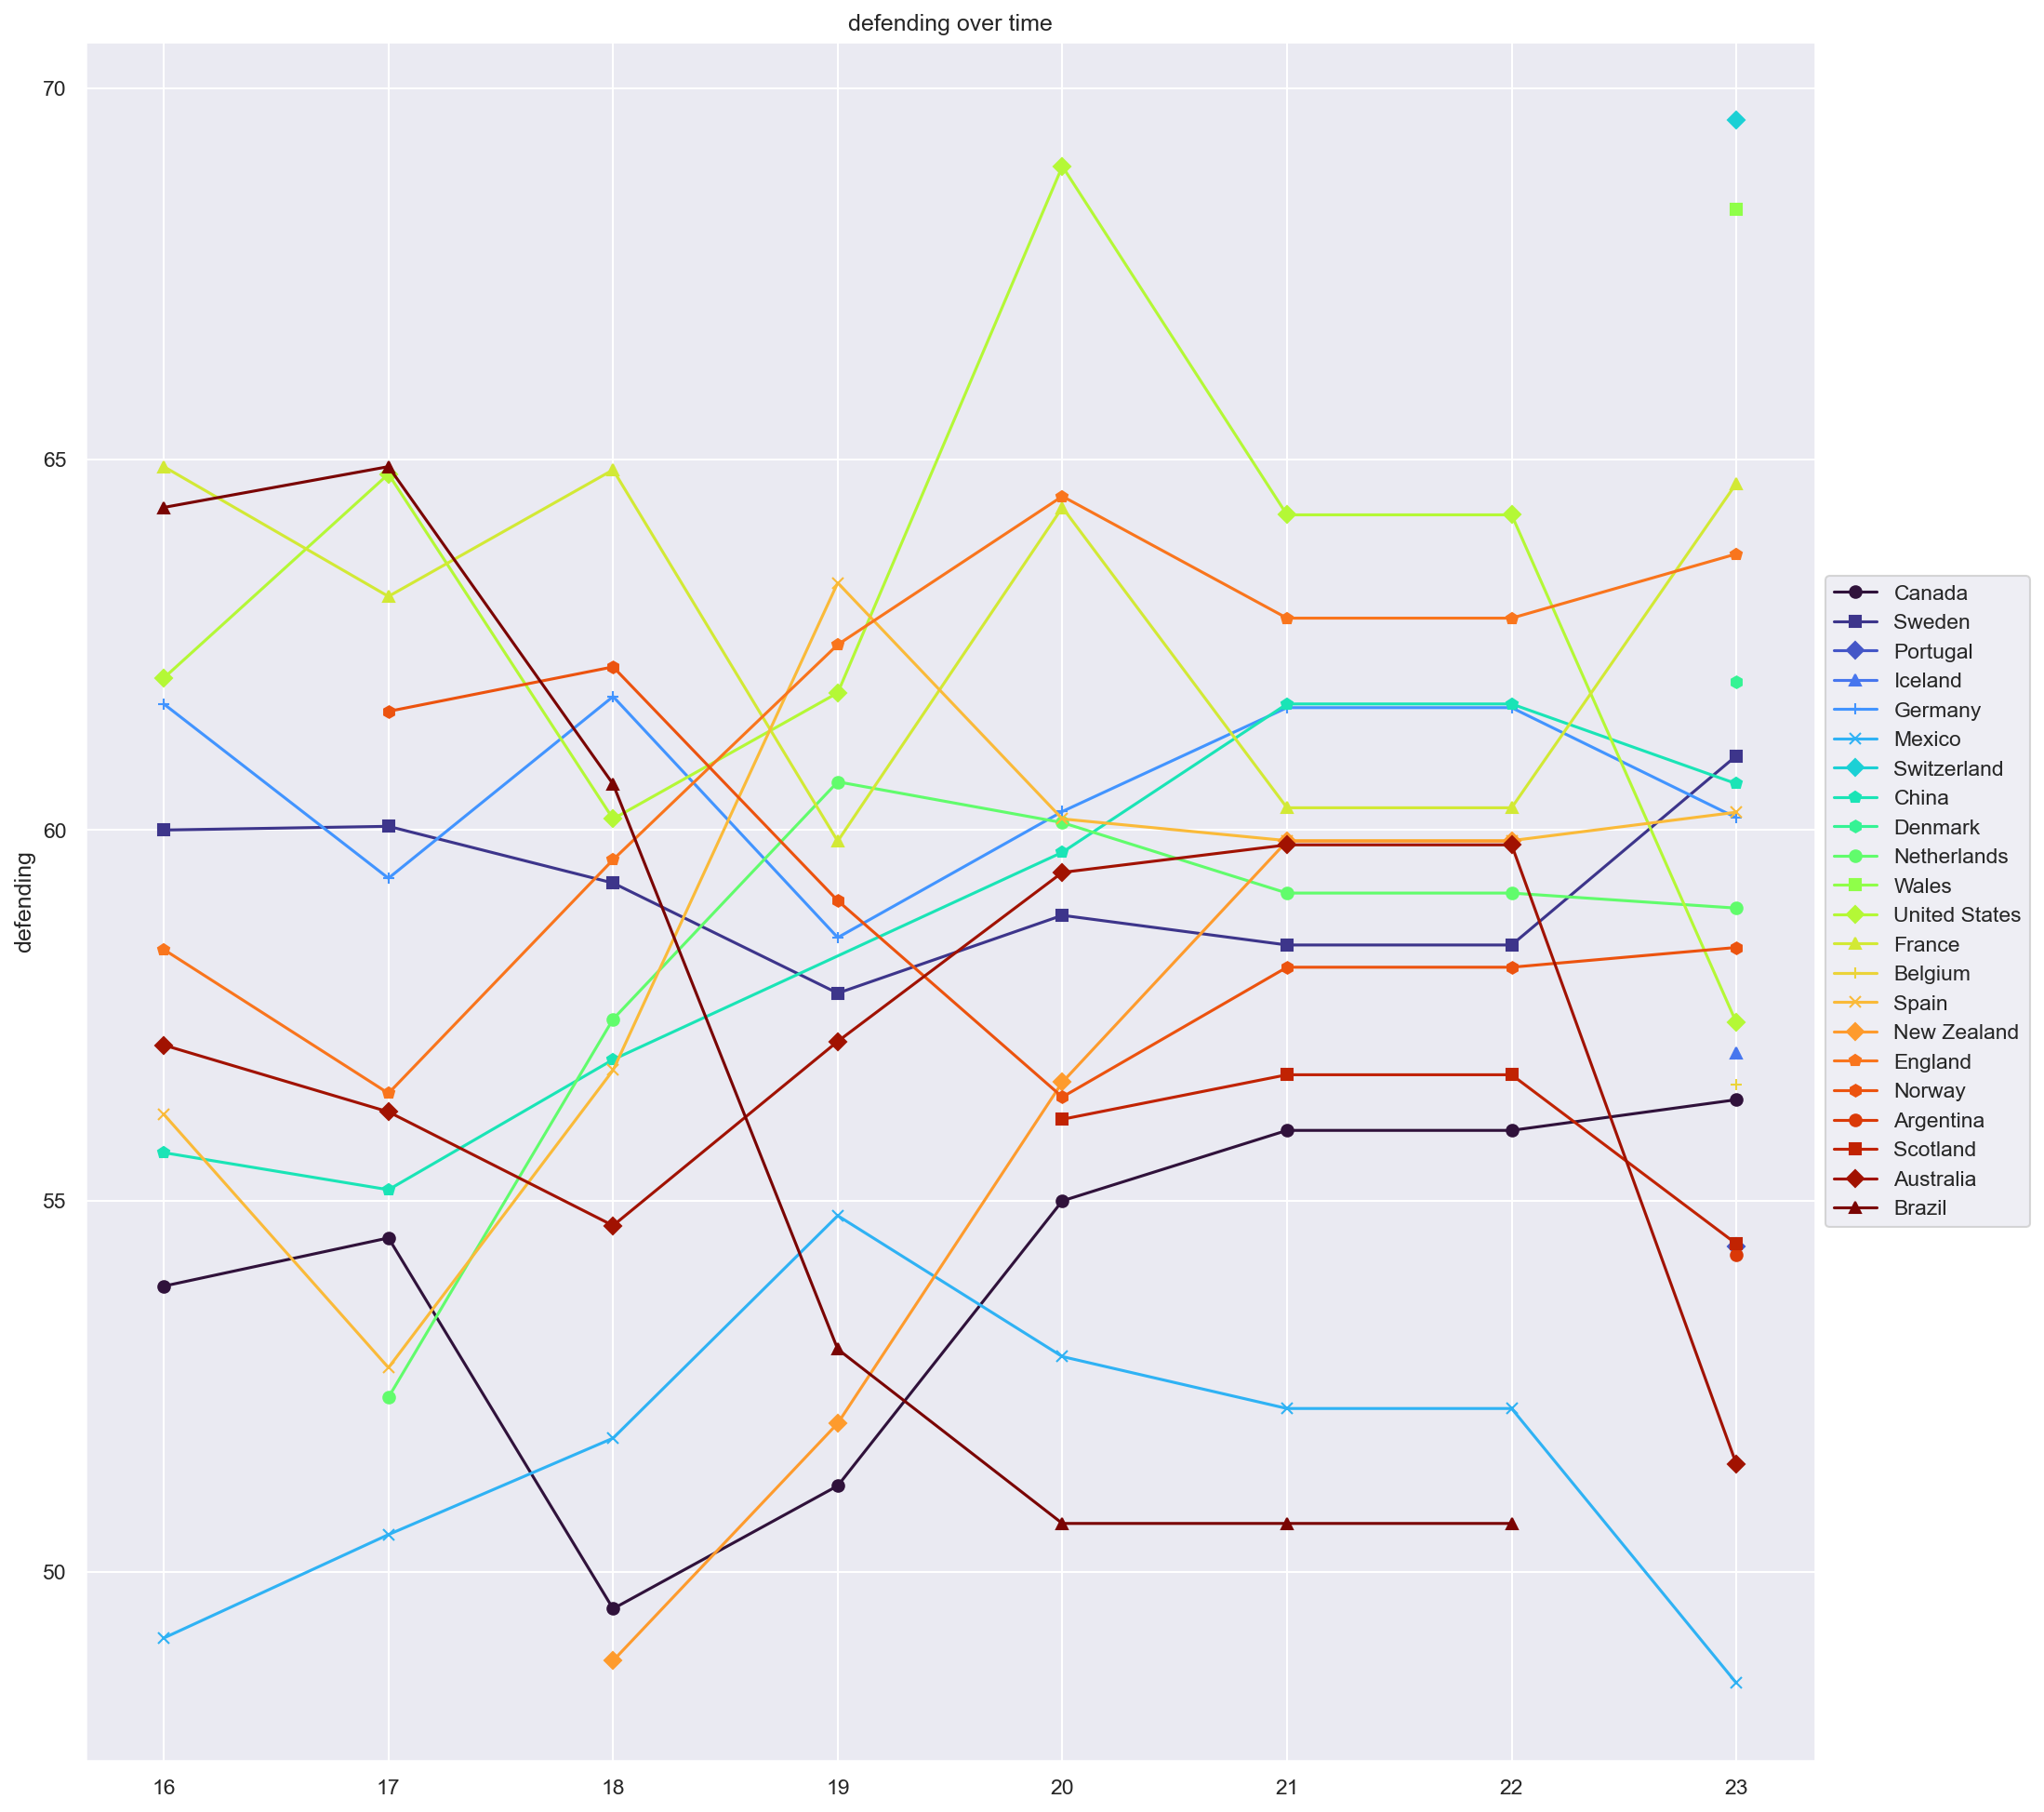 defending over time
70
65
60
55
50
defending
16 17 18 19 20 21 22 23
Canada
Sweden
Portugal
Iceland
Germany
Mexico
Switzerland
China
Denmark
Netherlands
Wales
United States
France
Belgium
Spain
New Zealand
England
Norway
Argentina
Scotland
Australia
Brazil